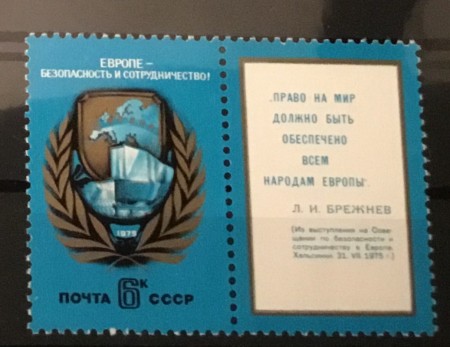 ЕВРОПЕ –
БЕЗОПАСНОСТЬ И СОТРУДНИЧЕСТВО!
1975
ПОЧТА 6К СССР
„ПРАВО НА МИР
ДОЛЖНО БЫТЬ
ОБЕСПЕЧЕНО
ВСЕМ
НАРОДАМ ЕВРОПЫ".
Л. И. БРЕЖНЕВ
(Из выступления на Сове-
щании по безопасности и
сотрудничеству в Европе.
Хельсинки 31. VII. 1975 г.)